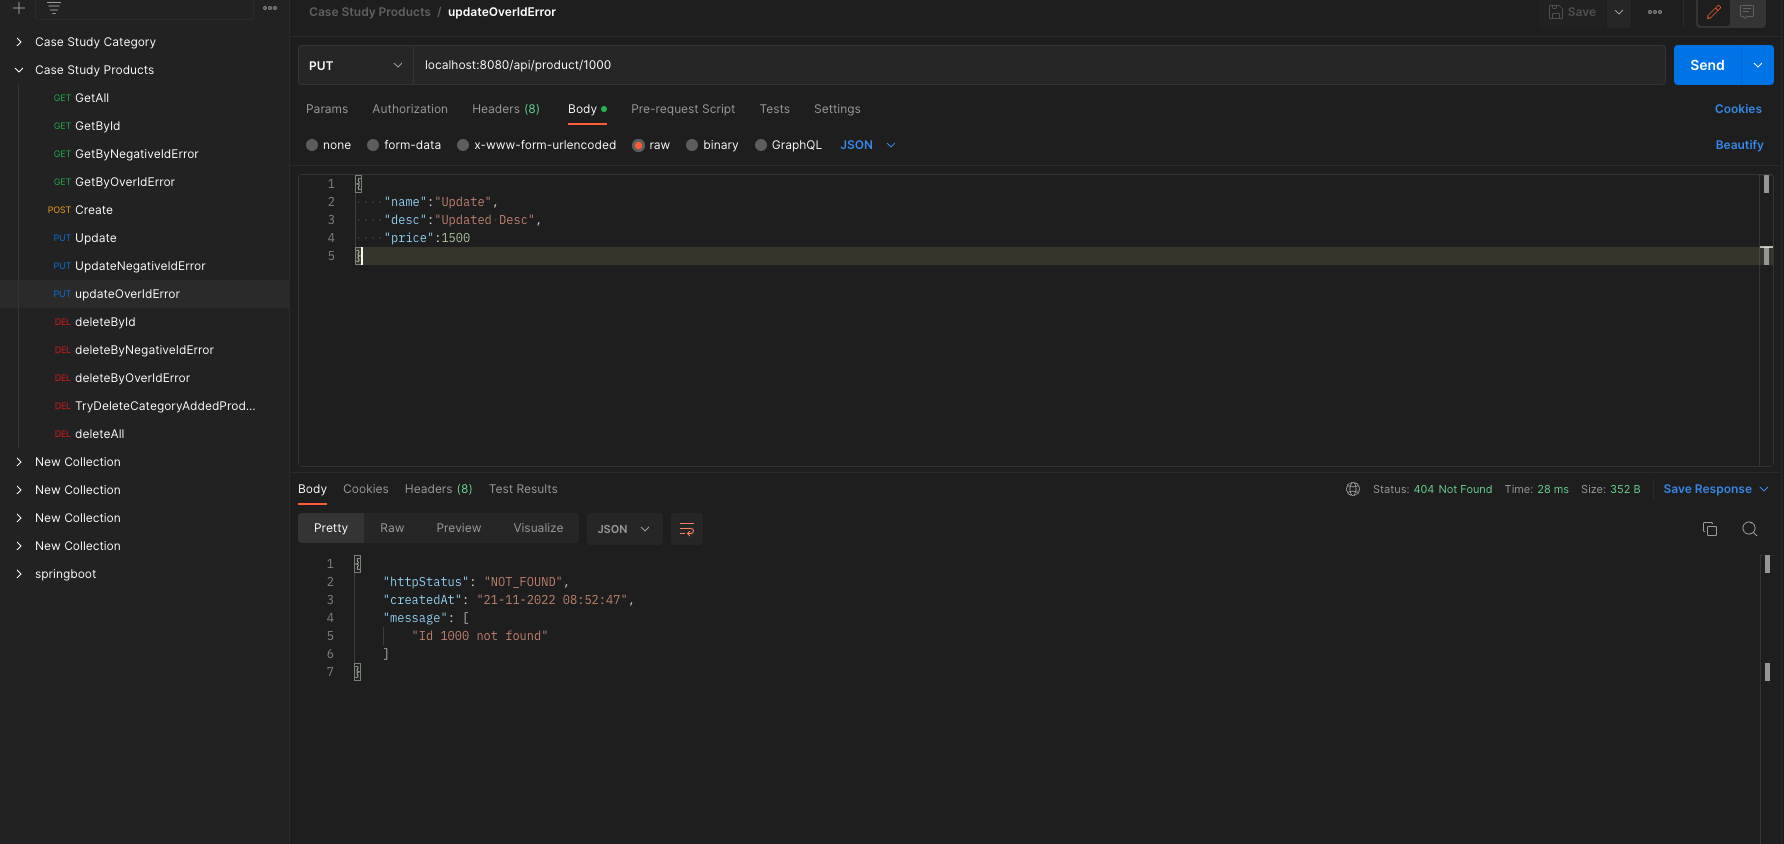 Case Study Products / updateOverIdError
Save
Case Study Category
Case Study Products
GET GetAll
GET GetById
GET GetByNegativeIdError
GET GetByOverIdError
POST Create
PUT Update
PUT UpdateNegativeIdError
PUT updateOverIdError
DEL deleteById
DEL deleteByNegativeIdError
DEL deleteByOverIdError
DEL TryDeleteCategoryAddedProd...
DEL deleteAll
New Collection
New Collection
New Collection
New Collection
springboot
PUT localhost:8080/api/product/1000 Send
Params Authorization Headers (8) Body Pre-request Script Tests Settings Cookies
none form-data x-www-form-urlencoded raw binary GraphQL JSON Beautify
1 {
2 ····"name":"Update",
3 ····"desc":"Updated·Desc",
4 ····"price":1500
5 }
Body Cookies Headers (8) Test Results Status: 404 Not Found Time: 28 ms Size: 352 B Save Response
Pretty Raw Preview Visualize JSON
1 {
2 "httpStatus": "NOT_FOUND",
3 "createdAt": "21-11-2022 08:52:47",
4 "message": [
5 "Id 1000 not found"
6 ]
7 }